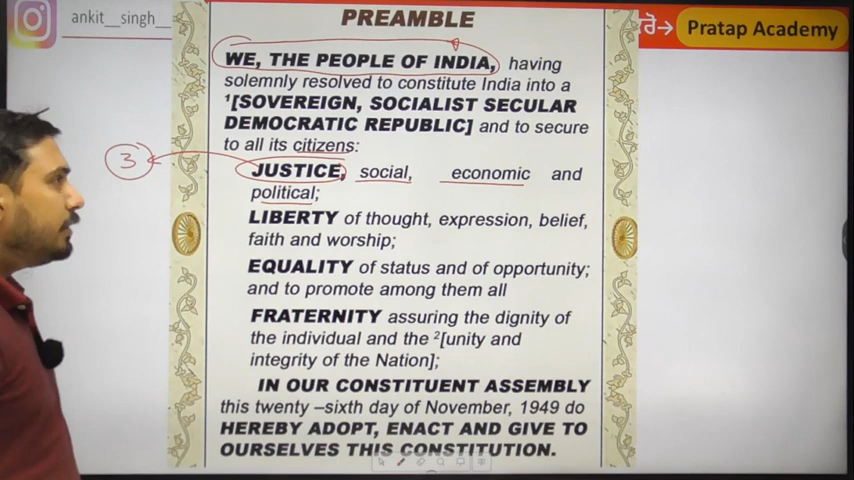 ankit__singh_
PREAMBLE
ਰੋ→ Pratap Academy
WE, THE PEOPLE OF INDIA, having
solemnly resolved to constitute India into a
¹[SOVEREIGN, SOCIALIST SECULAR
DEMOCRATIC REPUBLIC] and to secure
to all its citizens:
3
JUSTICE, social, economic and
political;
LIBERTY of thought, expression, belief,
faith and worship;
EQUALITY of status and of opportunity;
and to promote among them all
FRATERNITY assuring the dignity of
the individual and the ²[unity and
integrity of the Nation];
IN OUR CONSTITUENT ASSEMBLY
this twenty –sixth day of November, 1949 do
HEREBY ADOPT, ENACT AND GIVE TO
OURSELVES THIS CONSTITUTION.